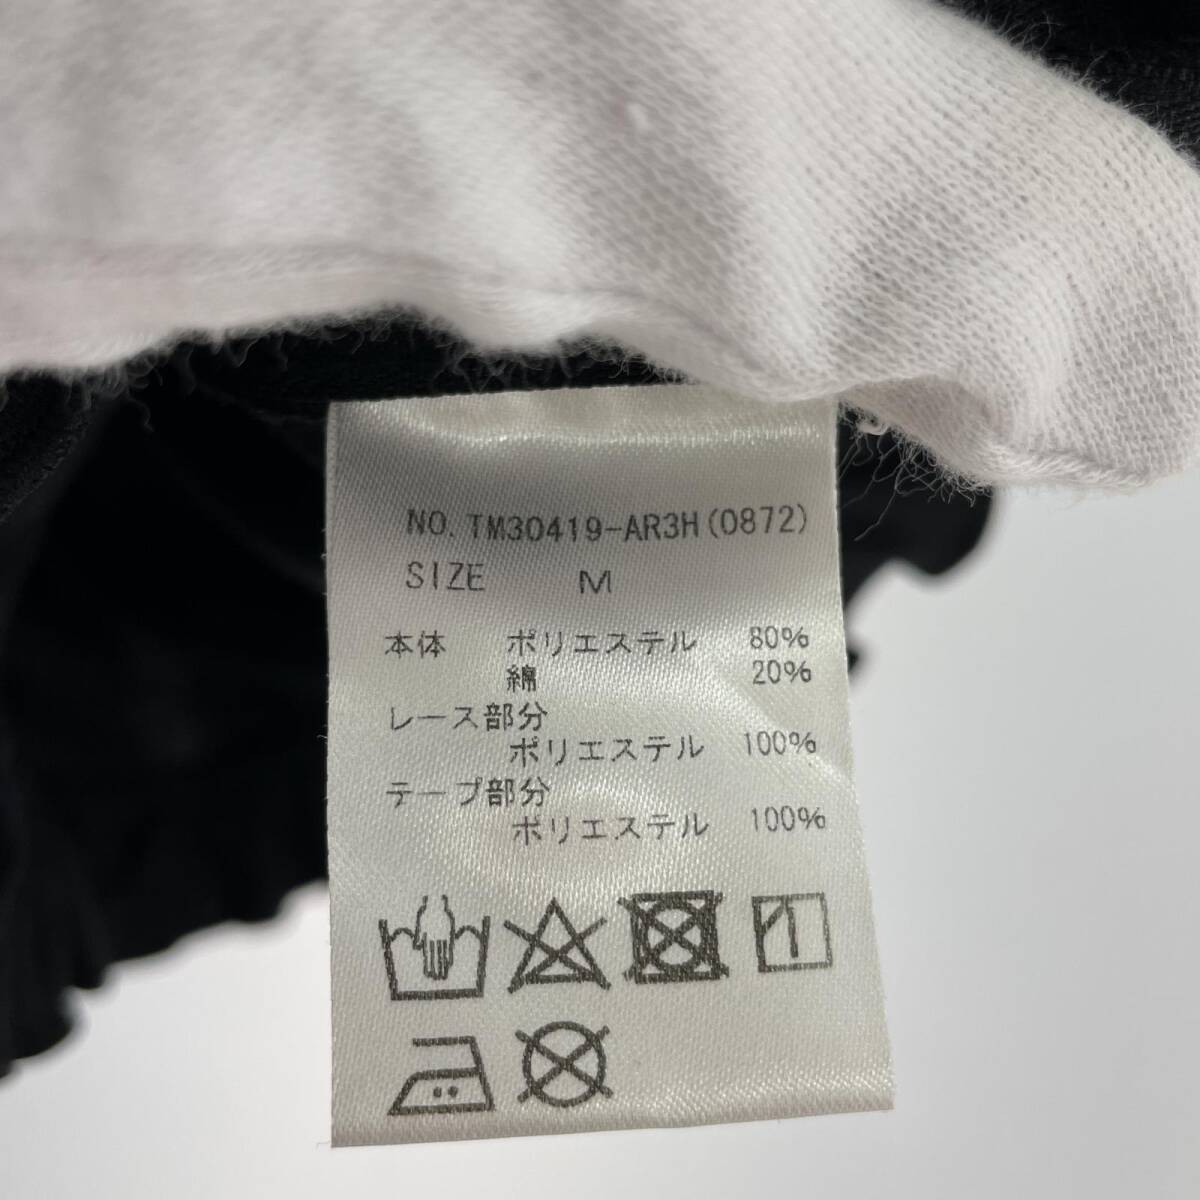 NO. TM30419-AR3H(0872)
SIZE M
本体 ポリエステル 80%
綿 20%
レース部分
ポリエステル 100%
テープ部分
ポリエステル 100%